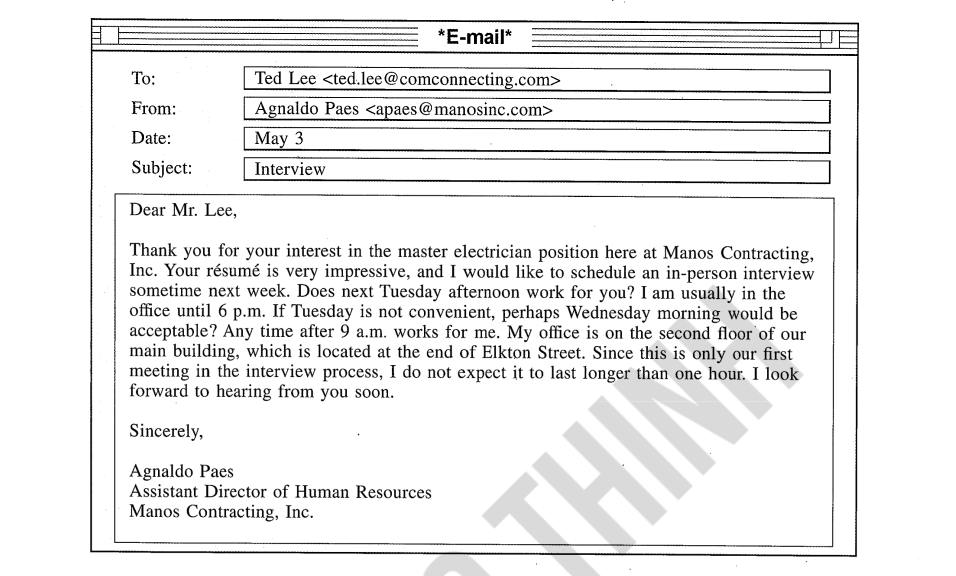 *E-mail*
To: Ted Lee <ted.lee@comconnecting.com>
From: Agnaldo Paes <apaes@manosinc.com>
Date: May 3
Subject: Interview
Dear Mr. Lee,
Thank you for your interest in the master electrician position here at Manos Contracting,
Inc. Your résumé is very impressive, and I would like to schedule an in-person interview
sometime next week. Does next Tuesday afternoon work for you? I am usually in the
office until 6 p.m. If Tuesday is not convenient, perhaps Wednesday morning would be
acceptable? Any time after 9 a.m. works for me. My office is on the second floor of our
main building, which is located at the end of Elkton Street. Since this is only our first
meeting in the interview process, I do not expect it to last longer than one hour. I look
forward to hearing from you soon.
Sincerely,
Agnaldo Paes
Assistant Director of Human Resources
Manos Contracting, Inc.
THINH